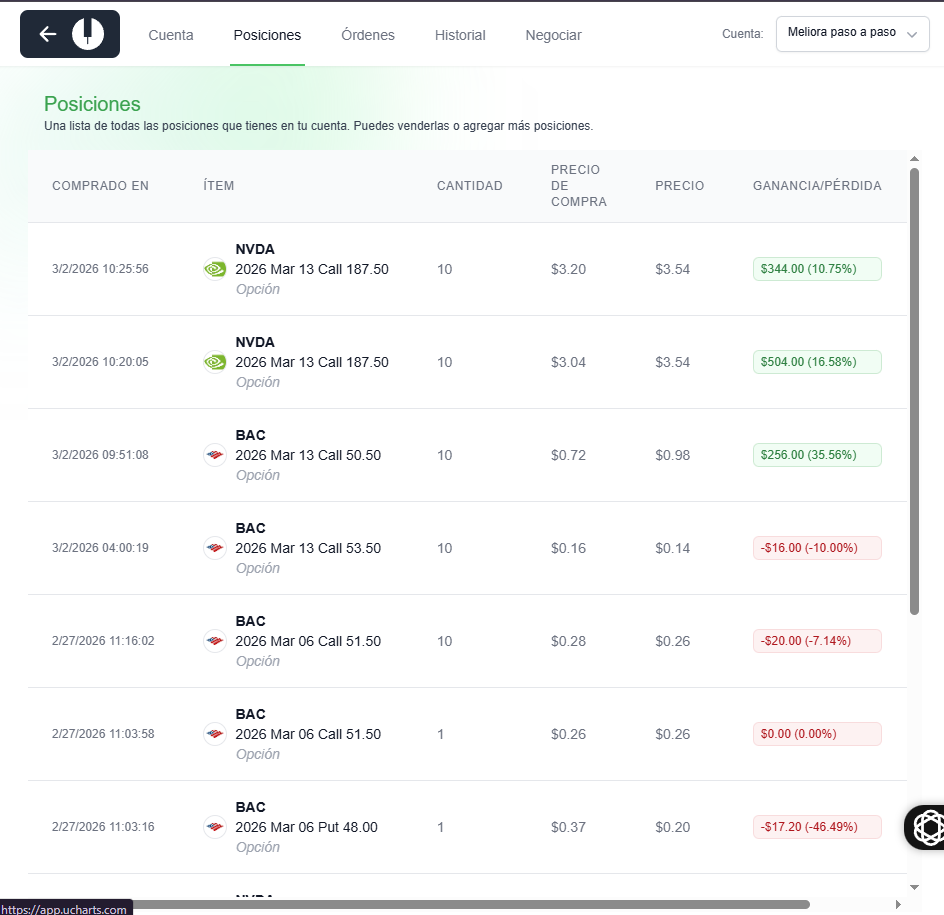 Cuenta
Posiciones
Órdenes
Historial
Negociar
Cuenta:
Meliora paso a paso
Posiciones
Una lista de todas las posiciones que tienes en tu cuenta. Puedes venderlas o agregar más posiciones.
COMPRADO EN
ÍTEM
CANTIDAD
PRECIO
DE
COMPRA
PRECIO
GANANCIA/PÉRDIDA
NVDA
3/2/2026 10:25:56 2026 Mar 13 Call 187.50 10 $3.20 $3.54 $344.00 (10.75%)
Opción
NVDA
3/2/2026 10:20:05 2026 Mar 13 Call 187.50 10 $3.04 $3.54 $504.00 (16.58%)
Opción
BAC
3/2/2026 09:51:08 2026 Mar 13 Call 50.50 10 $0.72 $0.98 $256.00 (35.56%)
Opción
BAC
3/2/2026 04:00:19 2026 Mar 13 Call 53.50 10 $0.16 $0.14 -$16.00 (-10.00%)
Opción
BAC
2/27/2026 11:16:02 2026 Mar 06 Call 51.50 10 $0.28 $0.26 -$20.00 (-7.14%)
Opción
BAC
2/27/2026 11:03:58 2026 Mar 06 Call 51.50 1 $0.26 $0.26 $0.00 (0.00%)
Opción
BAC
2/27/2026 11:03:16 2026 Mar 06 Put 48.00 1 $0.37 $0.20 -$17.20 (-46.49%)
Opción
https://app.ucharts.com